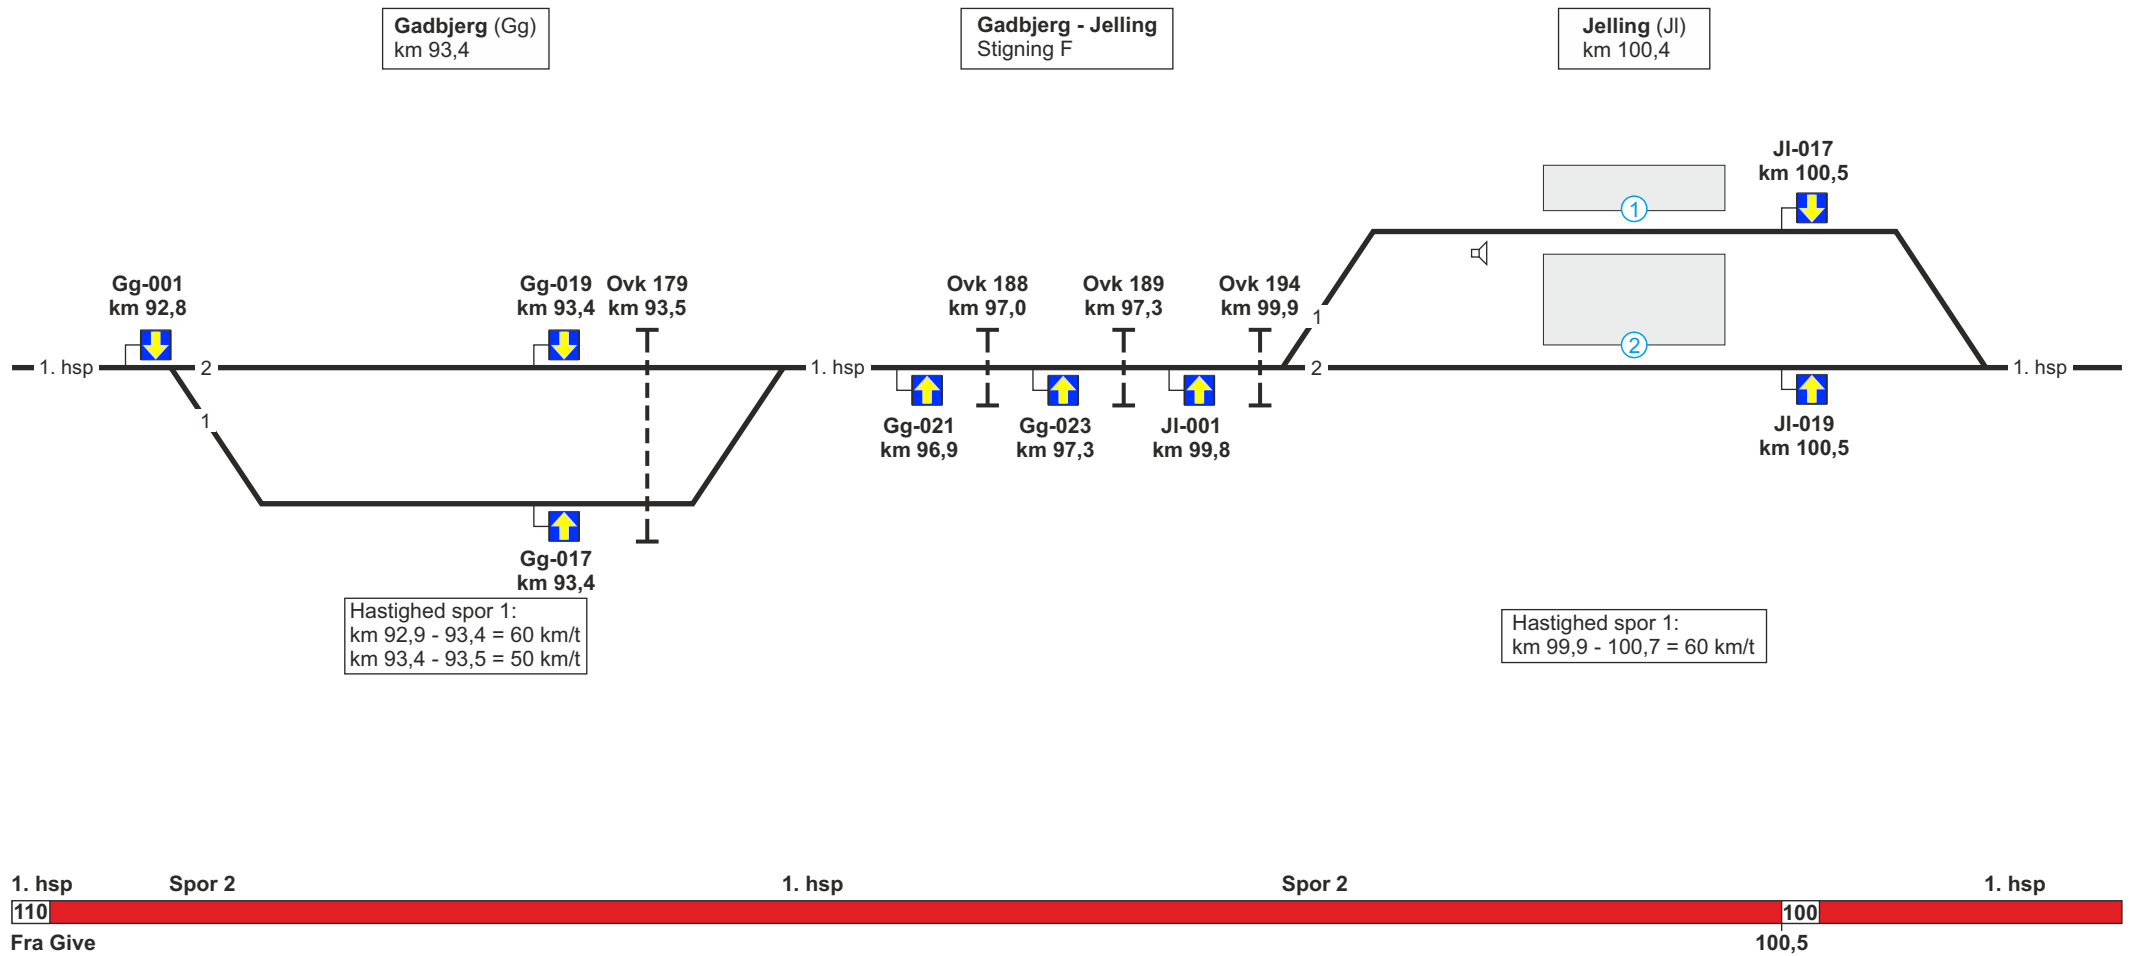 Gadbjerg (Gg)
km 93,4
Gadbjerg - Jelling
Stigning F
Jelling (Jl)
km 100,4
Jl-017
km 100,5
1
Gg-001
km 92,8
Gg-019
km 93,4
Ovk 179
km 93,5
Ovk 188
km 97,0
Ovk 189
km 97,3
Ovk 194
km 99,9
1
2
1. hsp
2
1. hsp
2
1. hsp
1
Gg-021
km 96,9
Gg-023
km 97,3
Jl-001
km 99,8
Jl-019
km 100,5
Gg-017
km 93,4
Hastighed spor 1:
km 92,9 - 93,4 = 60 km/t
km 93,4 - 93,5 = 50 km/t
Hastighed spor 1:
km 99,9 - 100,7 = 60 km/t
1. hsp
Spor 2
1. hsp
Spor 2
1. hsp
110
100
Fra Give
100,5